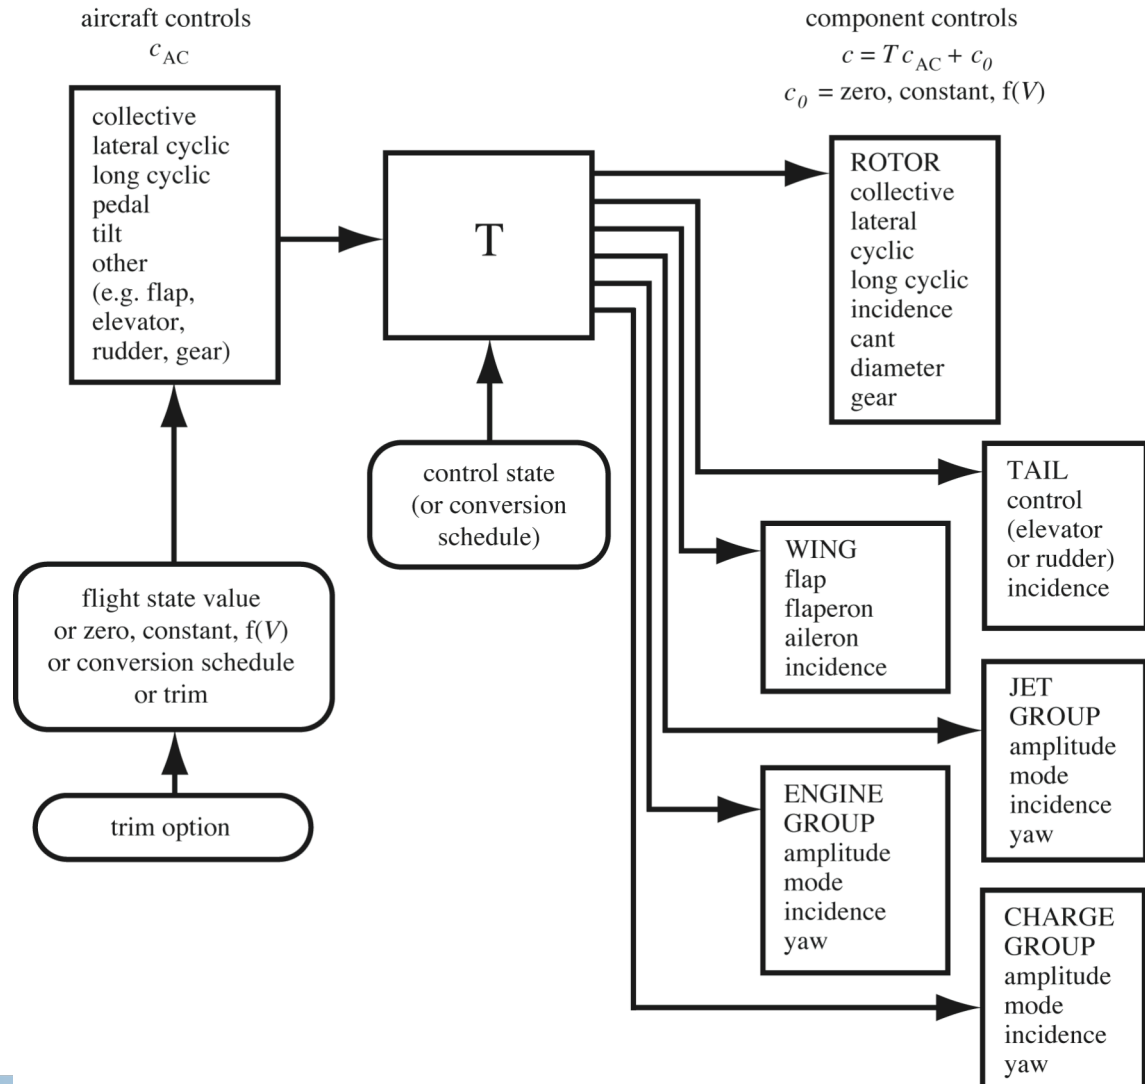 aircraft controls
c_AC
collective
lateral cyclic
long cyclic
pedal
tilt
other
(e.g. flap,
elevator,
rudder, gear)
flight state value
or zero, constant, f(V)
or conversion schedule
or trim
trim option
T
control state
(or conversion
schedule)
component controls
c = T c_AC + c_0
c_0 = zero, constant, f(V)
ROTOR
collective
lateral
cyclic
long cyclic
incidence
cant
diameter
gear
TAIL
control
(elevator
or rudder)
incidence
WING
flap
flaperon
aileron
incidence
JET
GROUP
amplitude
mode
incidence
yaw
ENGINE
GROUP
amplitude
mode
incidence
yaw
CHARGE
GROUP
amplitude
mode
incidence
yaw